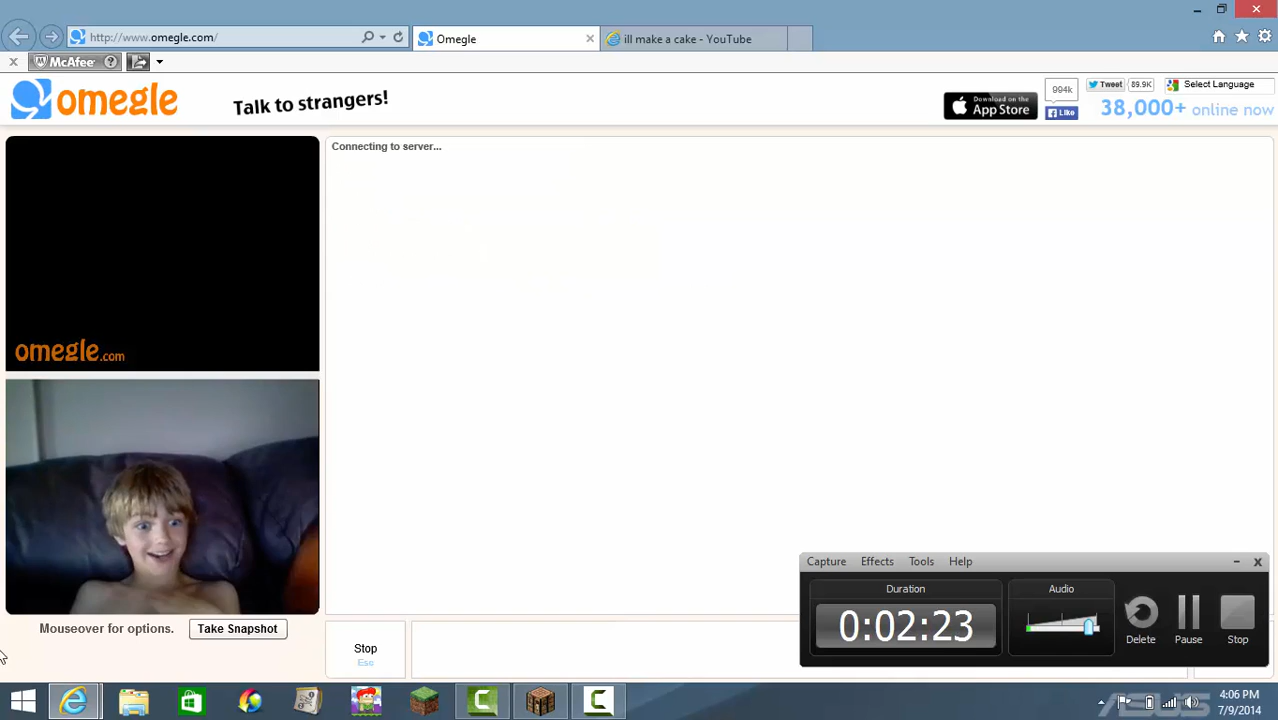 http://www.omegle.com/
Omegle
ill make a cake - YouTube
McAfee
omegle
Talk to strangers!
Download on the
App Store
994k
Like
Tweet
89.9K
Select Language
38,000+ online now
Connecting to server...
omegle.com
Mouseover for options.
Take Snapshot
Stop
Esc
Capture
Effects
Tools
Help
Duration
0:02:23
Audio
Delete
Pause
Stop
ASUS
4:06 PM
7/9/2014